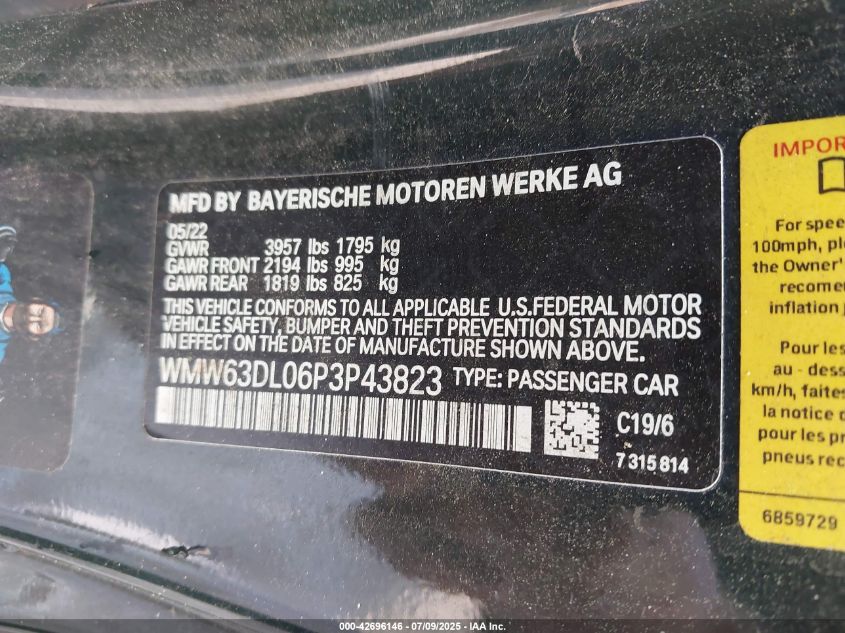 MFD BY BAYERISCHE MOTOREN WERKE AG
05/22
GVWR 3957 lbs 1795 kg
GAWR FRONT 2194 lbs 995 kg
GAWR REAR 1819 lbs 825 kg
THIS VEHICLE CONFORMS TO ALL APPLICABLE U.S.FEDERAL MOTOR
VEHICLE SAFETY, BUMPER AND THEFT PREVENTION STANDARDS
IN EFFECT ON THE DATE OF MANUFACTURE SHOWN ABOVE.
WMW63DL06P3P43823 TYPE: PASSENGER CAR
C19/6
7 315 814
IMPOR
For spee
100mph, pl
the Owner'
recome
inflation
Pour les
au - dess
km/h, faites
la notice
pour les pr
pneus rec
6859729
000-42696146 - 07/09/2025 - IAA Inc.